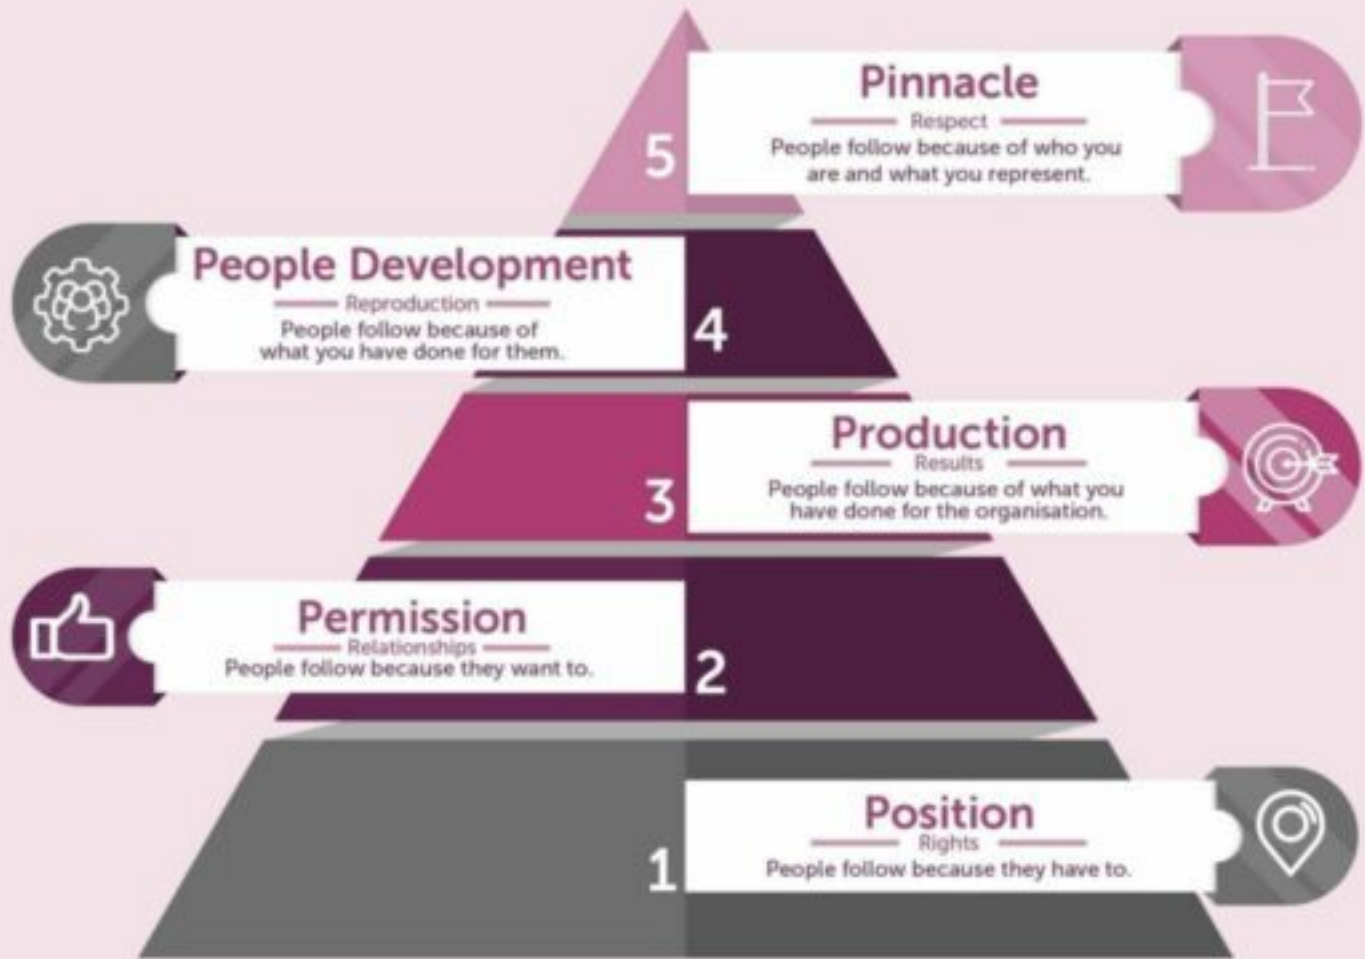 Pinnacle
Respect
People follow because of who you
are and what you represent.
5
People Development
Reproduction
People follow because of
what you have done for them.
4
Production
Results
People follow because of what you
have done for the organisation.
3
Permission
Relationships
People follow because they want to.
2
Position
Rights
People follow because they have to.
1